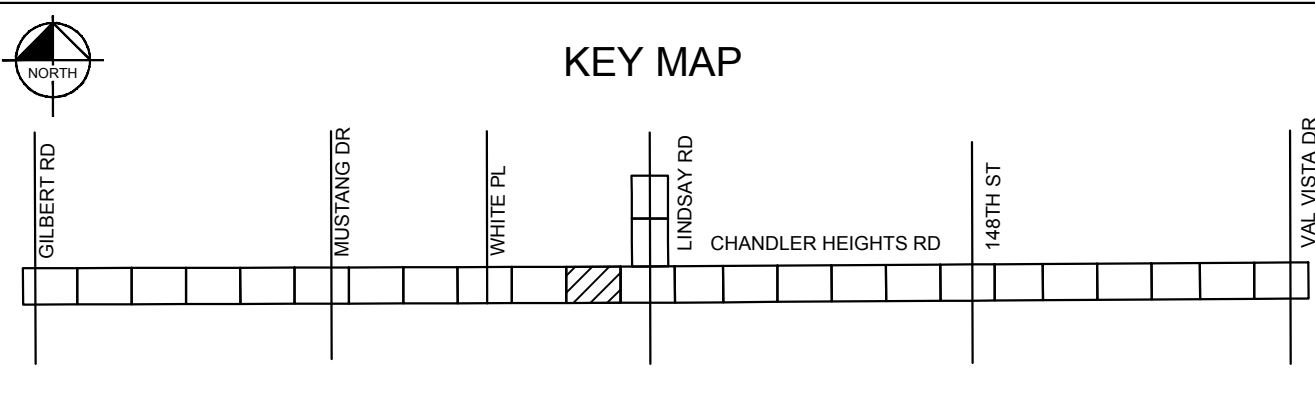 KEY MAP
NORTH
GILBERT RD
MUSTANG DR
WHITE PL
LINDSAY RD
CHANDLER HEIGHTS RD
148TH ST
VAL VISTA DR